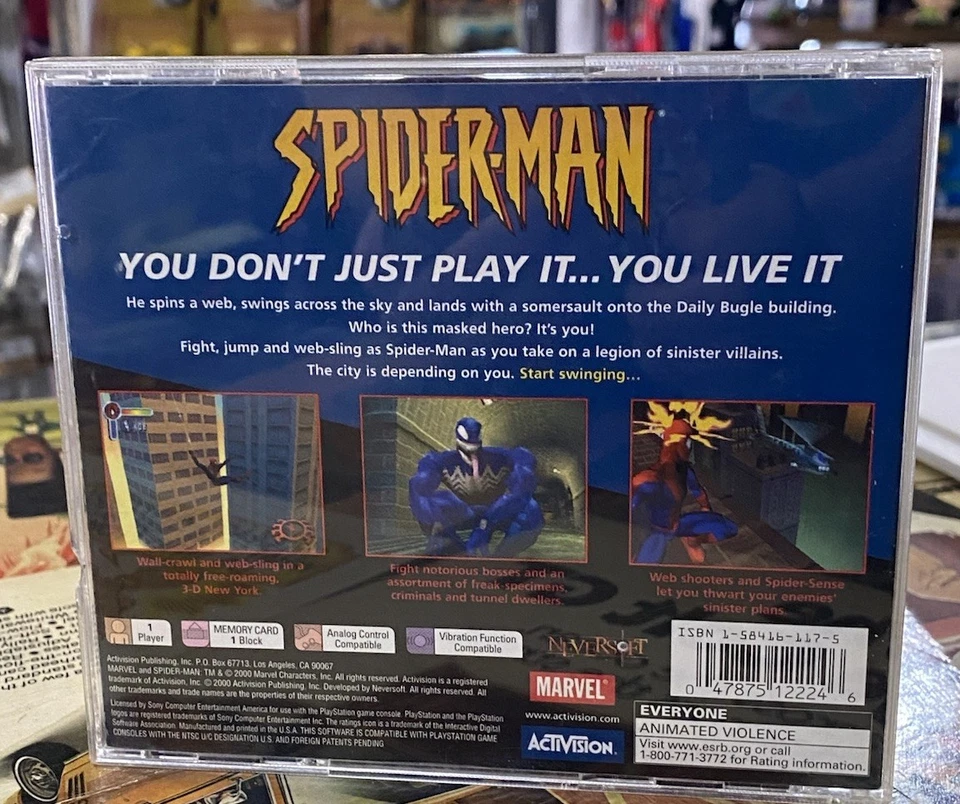 SPIDER-MAN
YOU DON'T JUST PLAY IT... YOU LIVE IT
He spins a web, swings across the sky and lands with a somersault onto the Daily Bugle building.
Who is this masked hero? It's you!
Fight, jump and web-sling as Spider-Man as you take on a legion of sinister villains.
The city is depending on you. Start swinging...
Wall-crawl and web-sling in a
totally free-roaming,
3-D New York.
Fight notorious bosses and an
assortment of freak-specimens,
criminals and tunnel dwellers.
Web shooters and Spider-Sense
let you thwart your enemies'
sinister plans.
1
Player
MEMORY CARD
1 Block
Analog Control
Compatible
Vibration Function
Compatible
NEVERSOFT
ISBN 1-58416-117-5
0 47875 12224 6
Activision Publishing, Inc. P.O. Box 67713, Los Angeles, CA 90067
MARVEL and SPIDER-MAN: TM & © 2000 Marvel Characters, Inc. All rights reserved. Activision is a registered
trademark of Activision, Inc. © 2000 Activision Publishing, Inc. Developed by Neversoft. All rights reserved. All
other trademarks and trade names are the properties of their respective owners.
Licensed by Sony Computer Entertainment America for use with the PlayStation game console. PlayStation and the PlayStation
logos are registered trademarks of Sony Computer Entertainment Inc. The ratings icon is a trademark of the Interactive Digital
Software Association. Manufactured and printed in the U.S.A. THIS SOFTWARE IS COMPATIBLE WITH PLAYSTATION GAME
CONSOLES WITH THE NTSC U/C DESIGNATION U.S. AND FOREIGN PATENTS PENDING
MARVEL
www.activision.com
ACTIVISION.
EVERYONE
ANIMATED VIOLENCE
Visit www.esrb.org or call
1-800-771-3772 for Rating information.